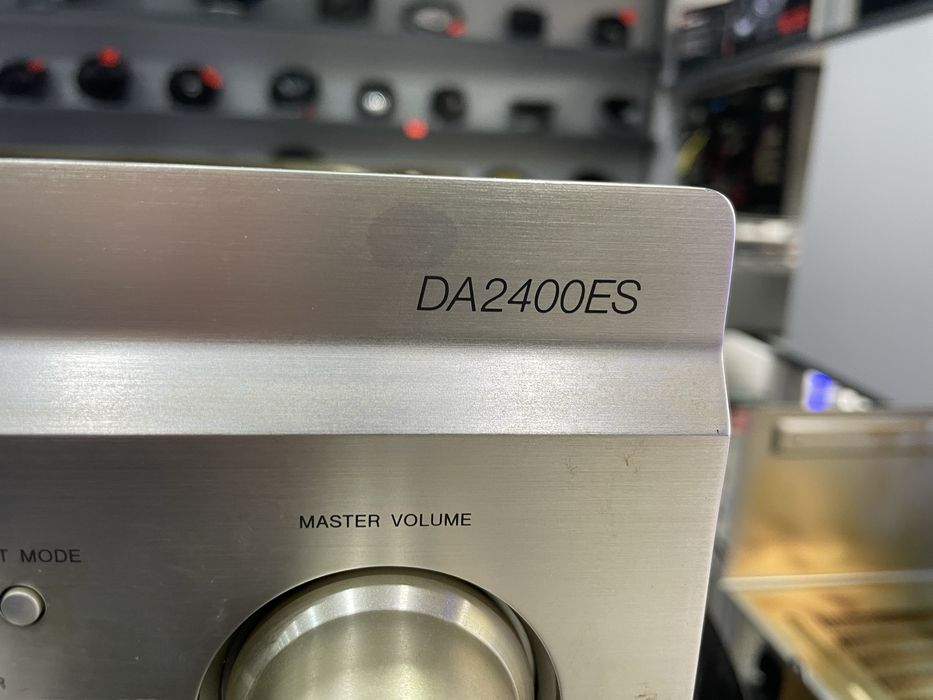 DA2400ES
MASTER VOLUME
T MODE
R